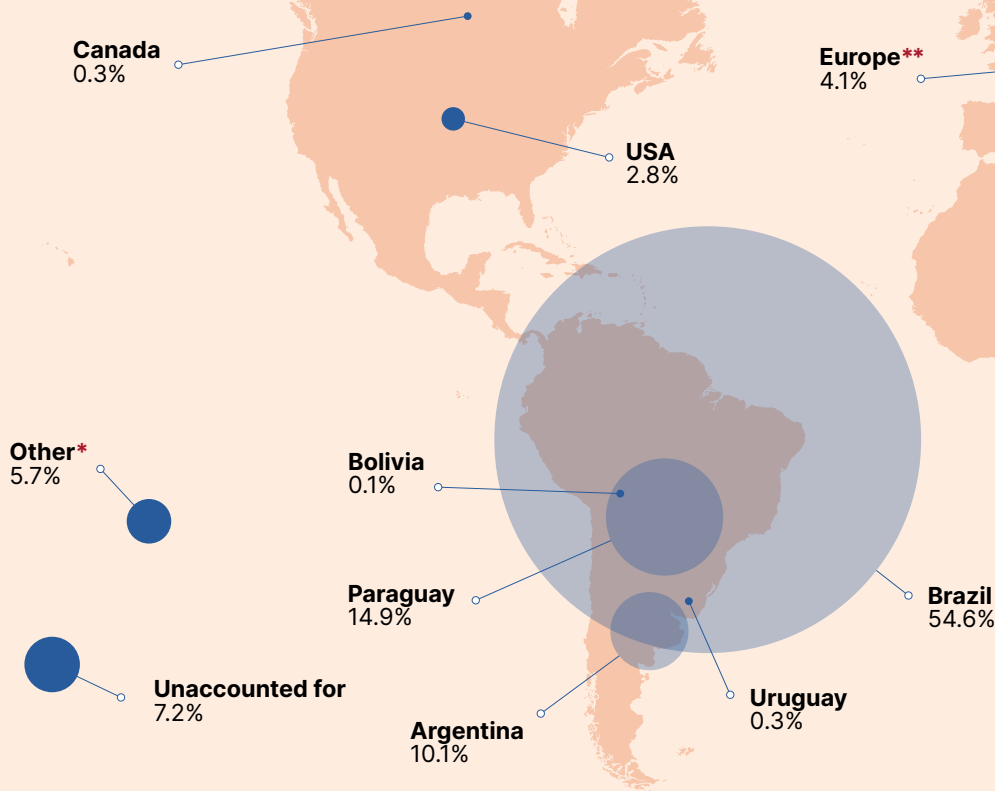 Canada
0.3%
Europe**
4.1%
USA
2.8%
Other*
5.7%
Bolivia
0.1%
Paraguay
14.9%
Brazil
54.6%
Unaccounted for
7.2%
Uruguay
0.3%
Argentina
10.1%